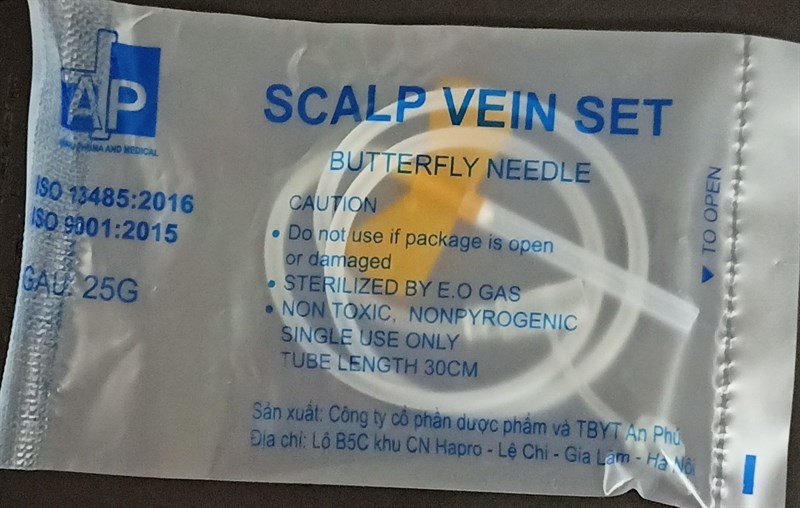 AP
AND MEDICAL
ISO 13485:2016
ISO 9001:2015
GAU: 25G
SCALP VEIN SET
BUTTERFLY NEEDLE
CAUTION
• Do not use if package is open
or damaged
• STERILIZED BY E.O GAS
• NON TOXIC, NONPYROGENIC
SINGLE USE ONLY
TUBE LENGTH 30CM
Sản xuất: Công ty cổ phần dược phẩm và TBYT An Phú
Địa chỉ: Lô B5C khu CN Hapro - Lệ Chi - Gia Lâm - Hà Nội
TO OPEN